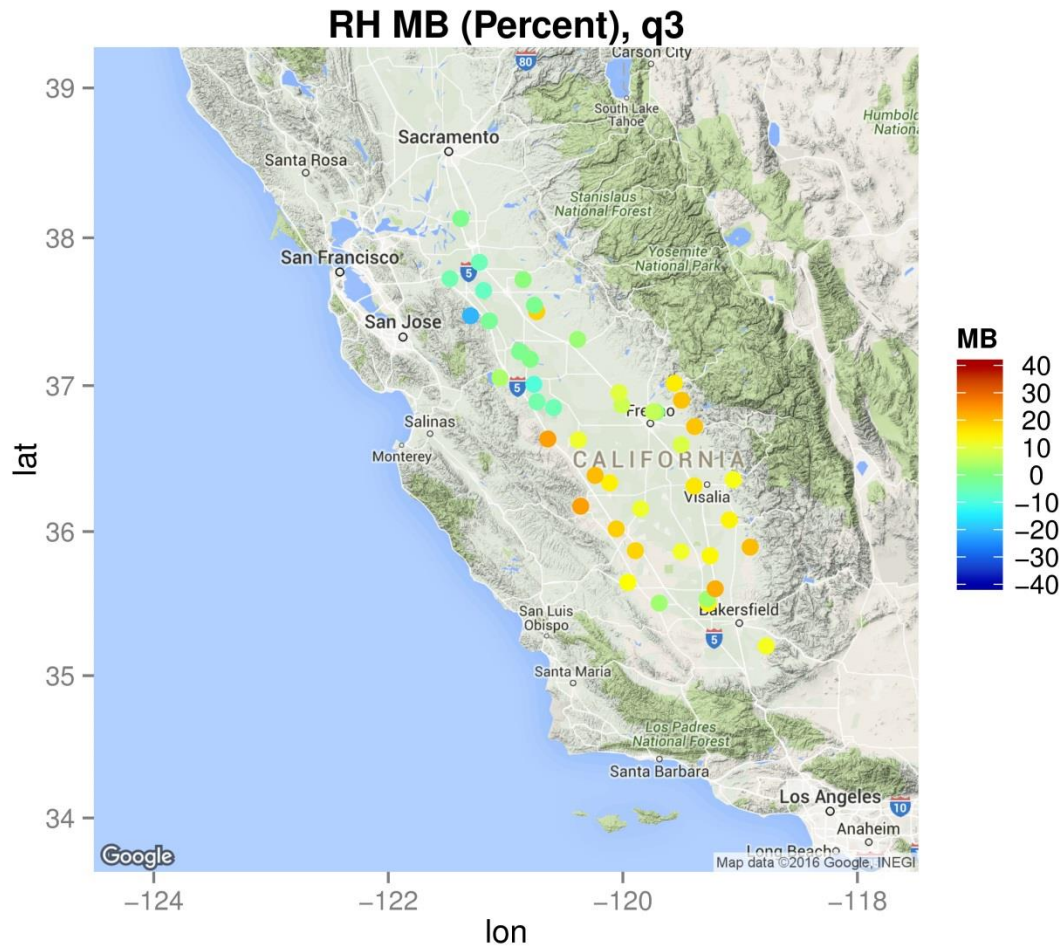 RH MB (Percent), q3
39
38
37
36
35
34
lat
−124
−122
−120
−118
lon
80
Carson City
South Lake
Tahoe
Sacramento
Santa Rosa
Stanislaus
National Forest
Yosemite
National Park
San Francisco
5
San Jose
5
Fresno
Salinas
Monterey
CALIFORNIA
Visalia
San Luis
Obispo
Bakersfield
5
Santa Maria
Los Padres
National Forest
Santa Barbara
Los Angeles
10
Anaheim
Long Beach
Google
Map data ©2016 Google, INEGI
MB
40
30
20
10
0
−10
−20
−30
−40